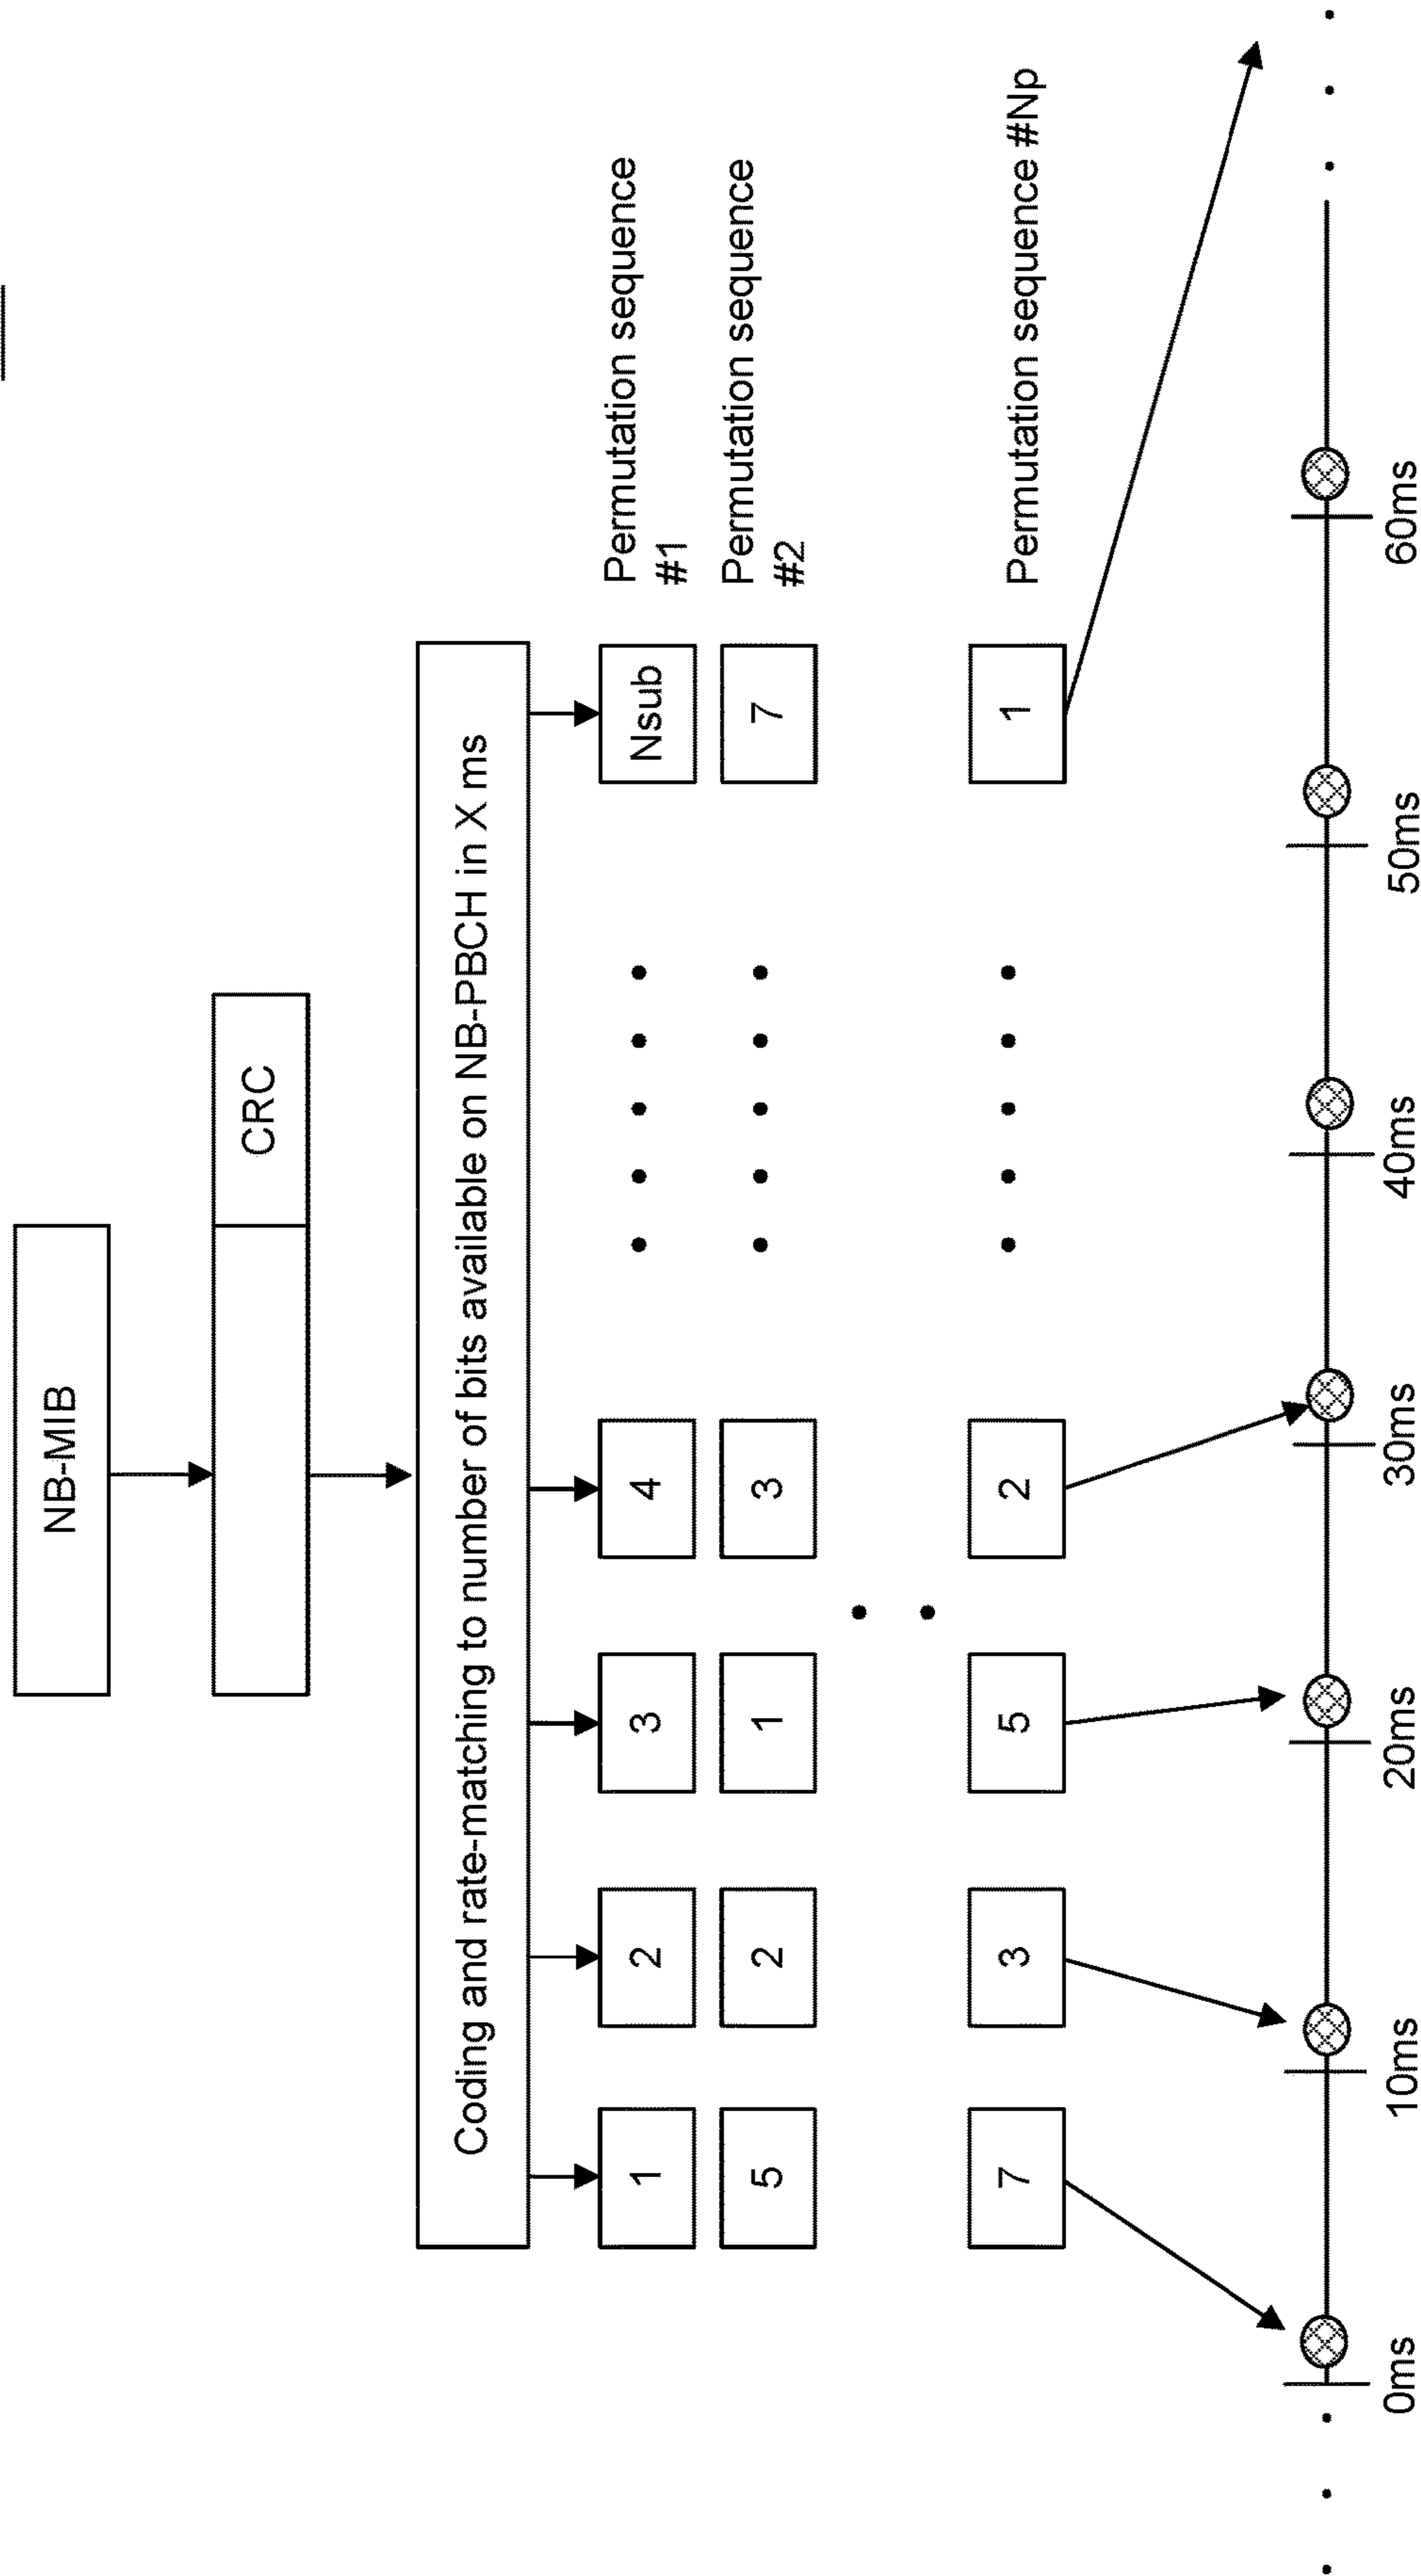 NB-MIB
CRC
Coding and rate-matching to number of bits available on NB-PBCH in X ms
1 2 3 4 Nsub Permutation sequence
#1
5 2 1 3 7 Permutation sequence
#2
7 3 5 2 1 Permutation sequence #Np
0ms 10ms 20ms 30ms 40ms 50ms 60ms